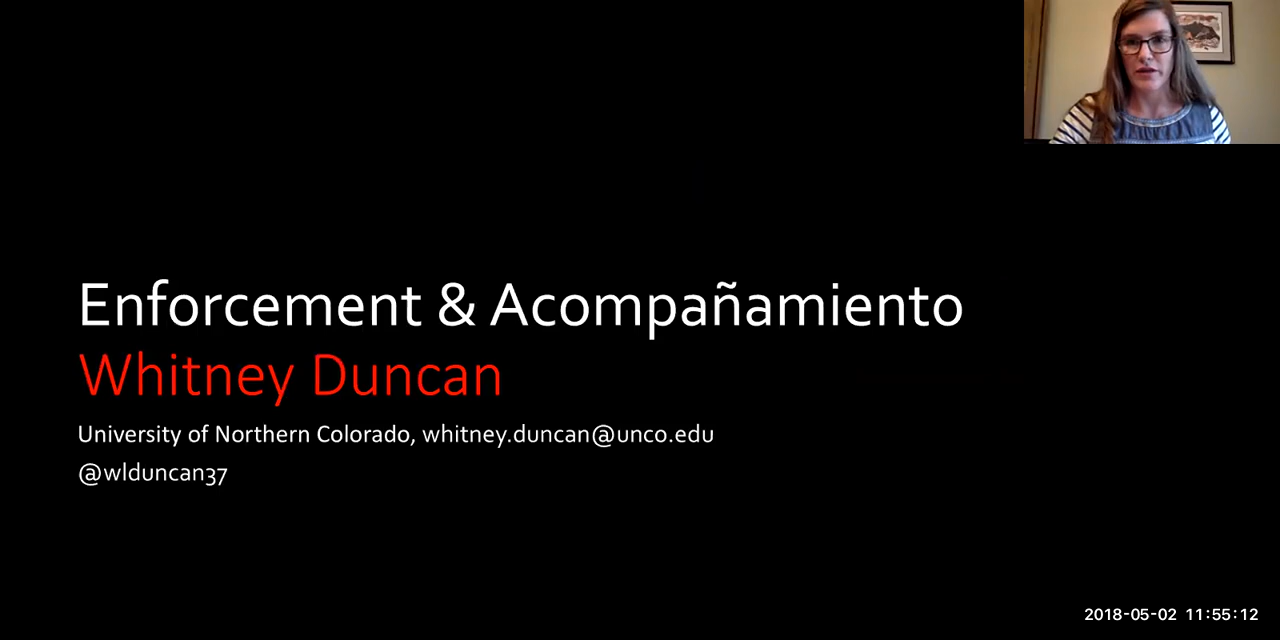 Enforcement & Acompañamiento
Whitney Duncan
University of Northern Colorado, whitney.duncan@unco.edu
@wlduncan37
2018-05-02 11:55:12